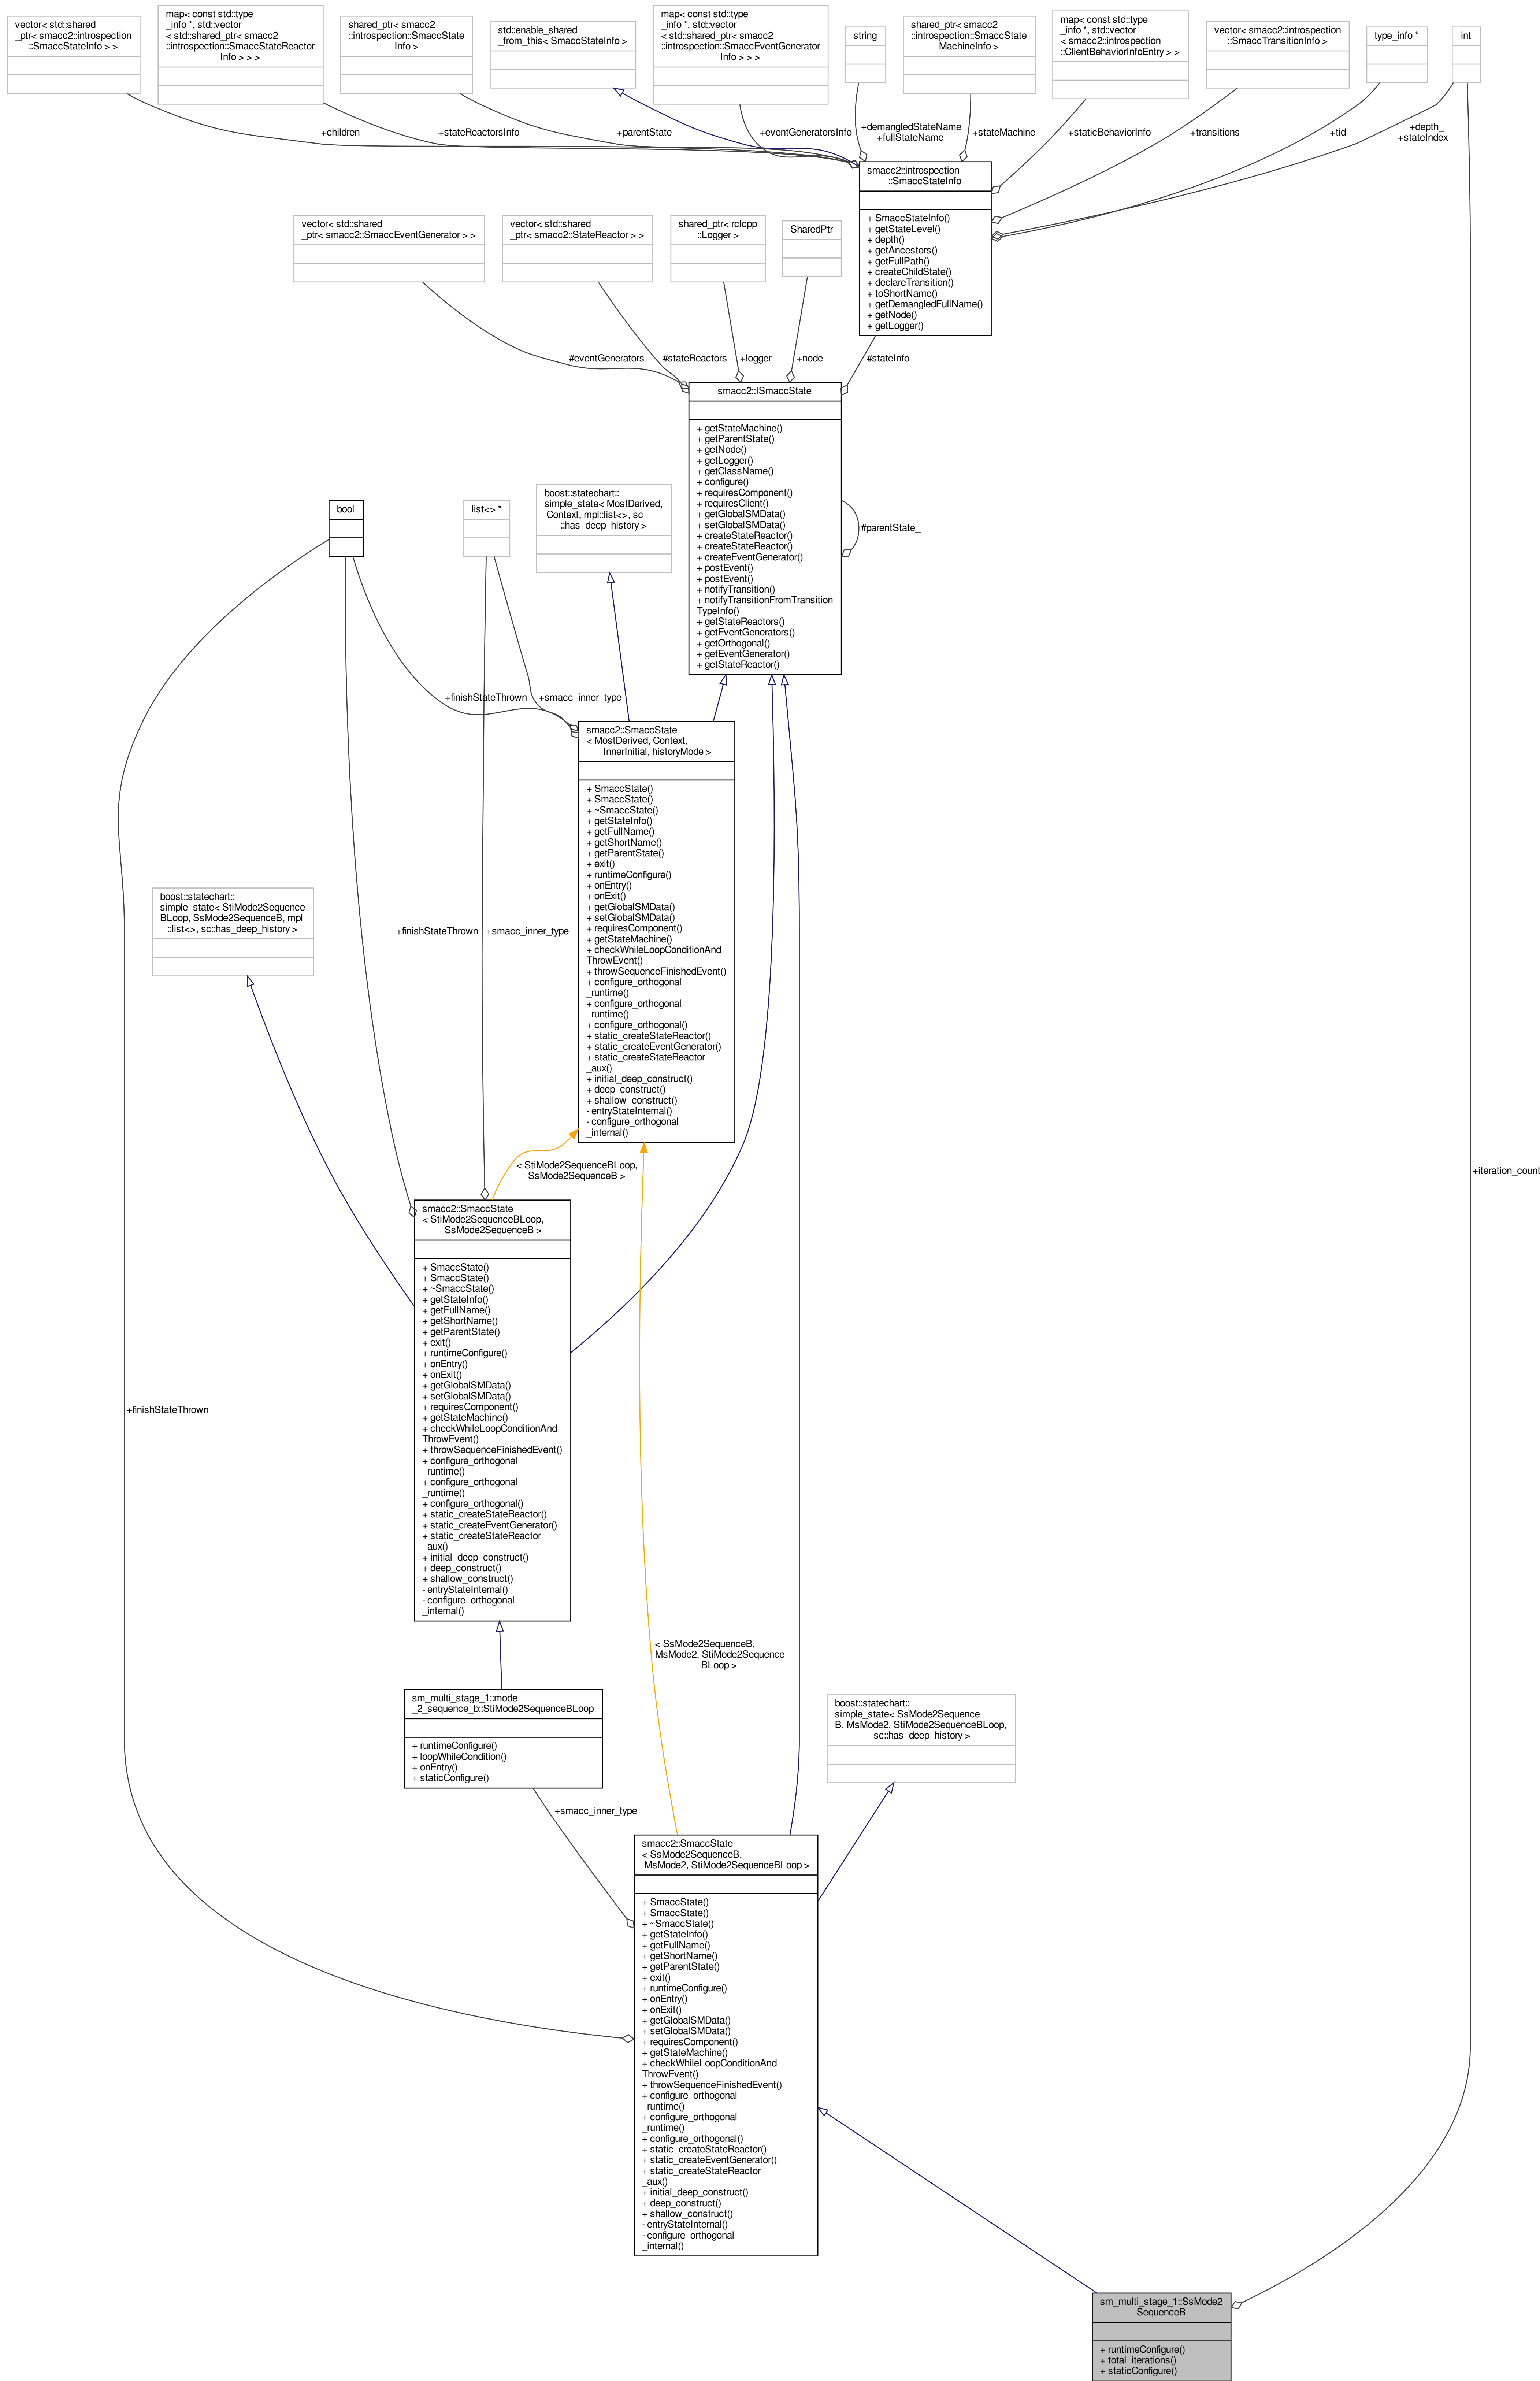 vector< std::shared
_ptr< smacc2::introspection
::SmaccStateInfo > >
map< const std::type
_info *, std::vector
< std::shared_ptr< smacc2
::introspection::SmaccStateReactor
Info > > >
shared_ptr< smacc2
::introspection::SmaccState
Info >
std::enable_shared
_from_this< SmaccStateInfo >
map< const std::type
_info *, std::vector
< std::shared_ptr< smacc2
::introspection::SmaccEventGenerator
Info > > >
string
shared_ptr< smacc2
::introspection::SmaccState
MachineInfo >
map< const std::type
_info *, std::vector
< smacc2::introspection
::ClientBehaviorInfoEntry > >
vector< smacc2::introspection
::SmaccTransitionInfo >
type_info *
int
+children_
+stateReactorsInfo
+parentState_
+eventGeneratorsInfo
+demangledStateName
+fullStateName
+stateMachine_
+staticBehaviorInfo
+transitions_
+tid_
+depth_
+stateIndex_
smacc2::introspection
::SmaccStateInfo
+ SmaccStateInfo()
+ getStateLevel()
+ depth()
+ getAncestors()
+ getFullPath()
+ createChildState()
+ declareTransition()
+ toShortName()
+ getDemangledFullName()
+ getNode()
+ getLogger()
vector< std::shared
_ptr< smacc2::SmaccEventGenerator > >
vector< std::shared
_ptr< smacc2::StateReactor > >
shared_ptr< rclcpp
::Logger >
SharedPtr
#eventGenerators_
#stateReactors_
+logger_
+node_
#stateInfo_
smacc2::ISmaccState
+ getStateMachine()
+ getParentState()
+ getNode()
+ getLogger()
+ getClassName()
+ configure()
+ requiresComponent()
+ requiresClient()
+ getGlobalSMData()
+ setGlobalSMData()
+ createStateReactor()
+ createStateReactor()
+ createEventGenerator()
+ postEvent()
+ postEvent()
+ notifyTransition()
+ notifyTransitionFromTransition
TypeInfo()
+ getStateReactors()
+ getEventGenerators()
+ getOrthogonal()
+ getEventGenerator()
+ getStateReactor()
#parentState_
bool
list<> *
boost::statechart::
simple_state< MostDerived,
Context, mpl::list<>, sc
::has_deep_history >
+finishStateThrown
+smacc_inner_type
smacc2::SmaccState
< MostDerived, Context,
InnerInitial, historyMode >
+ SmaccState()
+ SmaccState()
+ ~SmaccState()
+ getStateInfo()
+ getFullName()
+ getShortName()
+ getParentState()
+ exit()
+ runtimeConfigure()
+ onEntry()
+ onExit()
+ getGlobalSMData()
+ setGlobalSMData()
+ requiresComponent()
+ getStateMachine()
+ checkWhileLoopConditionAnd
ThrowEvent()
+ throwSequenceFinishedEvent()
+ configure_orthogonal
_runtime()
+ configure_orthogonal
_runtime()
+ configure_orthogonal()
+ static_createStateReactor()
+ static_createEventGenerator()
+ static_createStateReactor
_aux()
+ initial_deep_construct()
+ deep_construct()
+ shallow_construct()
- entryStateInternal()
- configure_orthogonal
_internal()
boost::statechart::
simple_state< StiMode2Sequence
BLoop, SsMode2SequenceB, mpl
::list<>, sc::has_deep_history >
+finishStateThrown
+smacc_inner_type
< StiMode2SequenceBLoop,
SsMode2SequenceB >
smacc2::SmaccState
< StiMode2SequenceBLoop,
SsMode2SequenceB >
+ SmaccState()
+ SmaccState()
+ ~SmaccState()
+ getStateInfo()
+ getFullName()
+ getShortName()
+ getParentState()
+ exit()
+ runtimeConfigure()
+ onEntry()
+ onExit()
+ getGlobalSMData()
+ setGlobalSMData()
+ requiresComponent()
+ getStateMachine()
+ checkWhileLoopConditionAnd
ThrowEvent()
+ throwSequenceFinishedEvent()
+ configure_orthogonal
_runtime()
+ configure_orthogonal
_runtime()
+ configure_orthogonal()
+ static_createStateReactor()
+ static_createEventGenerator()
+ static_createStateReactor
_aux()
+ initial_deep_construct()
+ deep_construct()
+ shallow_construct()
- entryStateInternal()
- configure_orthogonal
_internal()
+iteration_count
+finishStateThrown
< SsMode2SequenceB,
MsMode2, StiMode2Sequence
BLoop >
sm_multi_stage_1::mode
_2_sequence_b::StiMode2SequenceBLoop
+ runtimeConfigure()
+ loopWhileCondition()
+ onEntry()
+ staticConfigure()
boost::statechart::
simple_state< SsMode2Sequence
B, MsMode2, StiMode2SequenceBLoop,
sc::has_deep_history >
+smacc_inner_type
smacc2::SmaccState
< SsMode2SequenceB,
MsMode2, StiMode2SequenceBLoop >
+ SmaccState()
+ SmaccState()
+ ~SmaccState()
+ getStateInfo()
+ getFullName()
+ getShortName()
+ getParentState()
+ exit()
+ runtimeConfigure()
+ onEntry()
+ onExit()
+ getGlobalSMData()
+ setGlobalSMData()
+ requiresComponent()
+ getStateMachine()
+ checkWhileLoopConditionAnd
ThrowEvent()
+ throwSequenceFinishedEvent()
+ configure_orthogonal
_runtime()
+ configure_orthogonal
_runtime()
+ configure_orthogonal()
+ static_createStateReactor()
+ static_createEventGenerator()
+ static_createStateReactor
_aux()
+ initial_deep_construct()
+ deep_construct()
+ shallow_construct()
- entryStateInternal()
- configure_orthogonal
_internal()
sm_multi_stage_1::SsMode2
SequenceB
+ runtimeConfigure()
+ total_iterations()
+ staticConfigure()